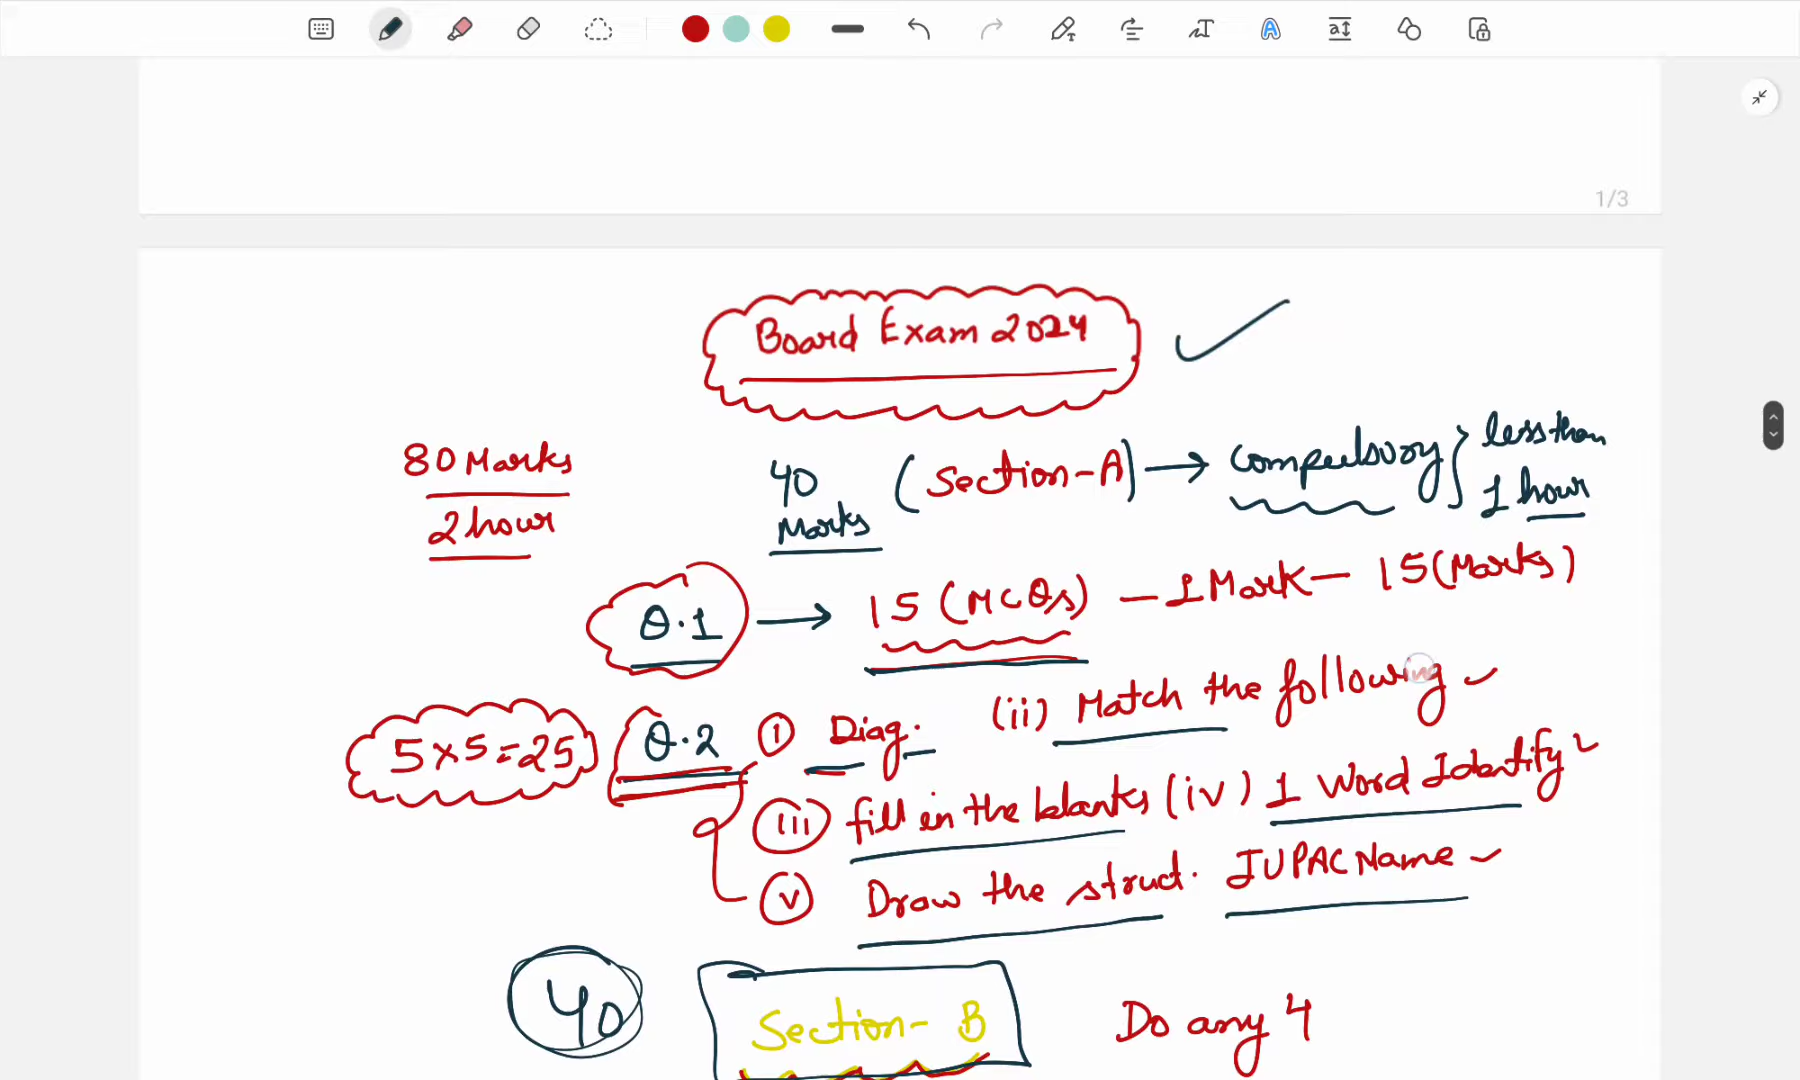 1/3
Board Exam 2024
80 Marks
2 hour
40 Marks (Section-A) → Compulsory } less than 1 hour
Q.1 → 15 (MCQs) — 1 Mark — 15 (Marks)
5×5=25 Q.2 (i) Diag. (ii) Match the following
(iii) fill in the blanks (iv) 1 Word Identify
(v) Draw the struct. IUPAC Name
40 Section - B Do any 4